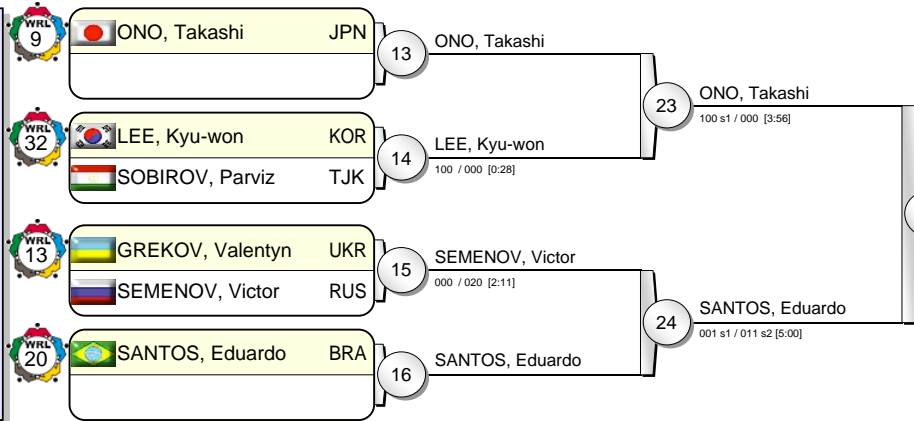 WRL
9
ONO, Takashi JPN
13
ONO, Takashi
23
ONO, Takashi
100 s1 / 000 [3:56]
WRL
32
LEE, Kyu-won KOR
SOBIROV, Parviz TJK
14
LEE, Kyu-won
100 / 000 [0:28]
WRL
13
GREKOV, Valentyn UKR
SEMENOV, Victor RUS
15
SEMENOV, Victor
000 / 020 [2:11]
24
SANTOS, Eduardo
001 s1 / 011 s2 [5:00]
WRL
20
SANTOS, Eduardo BRA
16
SANTOS, Eduardo